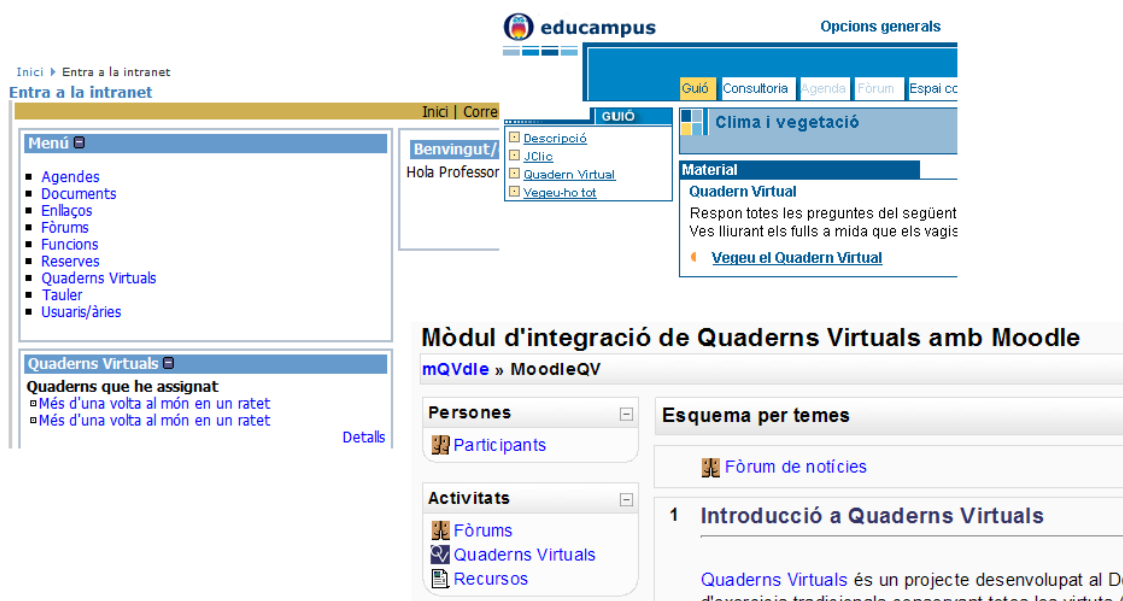 Inici Entra a la intranet
Entra a la intranet
Inici | Corre
Menú
Agendes
Documents
Enllaços
Fòrums
Funcions
Reserves
Quaderns Virtuals
Tauler
Usuaris/àries
Quaderns Virtuals
Quaderns que he assignat
Més d'una volta al món en un ratet
Més d'una volta al món en un ratet
Detalls
Benvingut/
Hola Professor
educampus
Opcions generals
Guió Consultoria Agenda Fòrum Espai co
GUIÓ
Descripció
JClic
Quadern Virtual
Vegeu-ho tot
Clima i vegetació
Material
Quadern Virtual
Respon totes les preguntes del següent
Ves lliurant els fulls a mida que els vagis
Vegeu el Quadern Virtual
Mòdul d'integració de Quaderns Virtuals amb Moodle
mQVdle » MoodleQV
Persones
Participants
Activitats
Fòrums
Quaderns Virtuals
Recursos
Esquema per temes
Fòrum de notícies
1 Introducció a Quaderns Virtuals
Quaderns Virtuals és un projecte desenvolupat al D
d'exercicis tradicionals conservant totes les virtuts